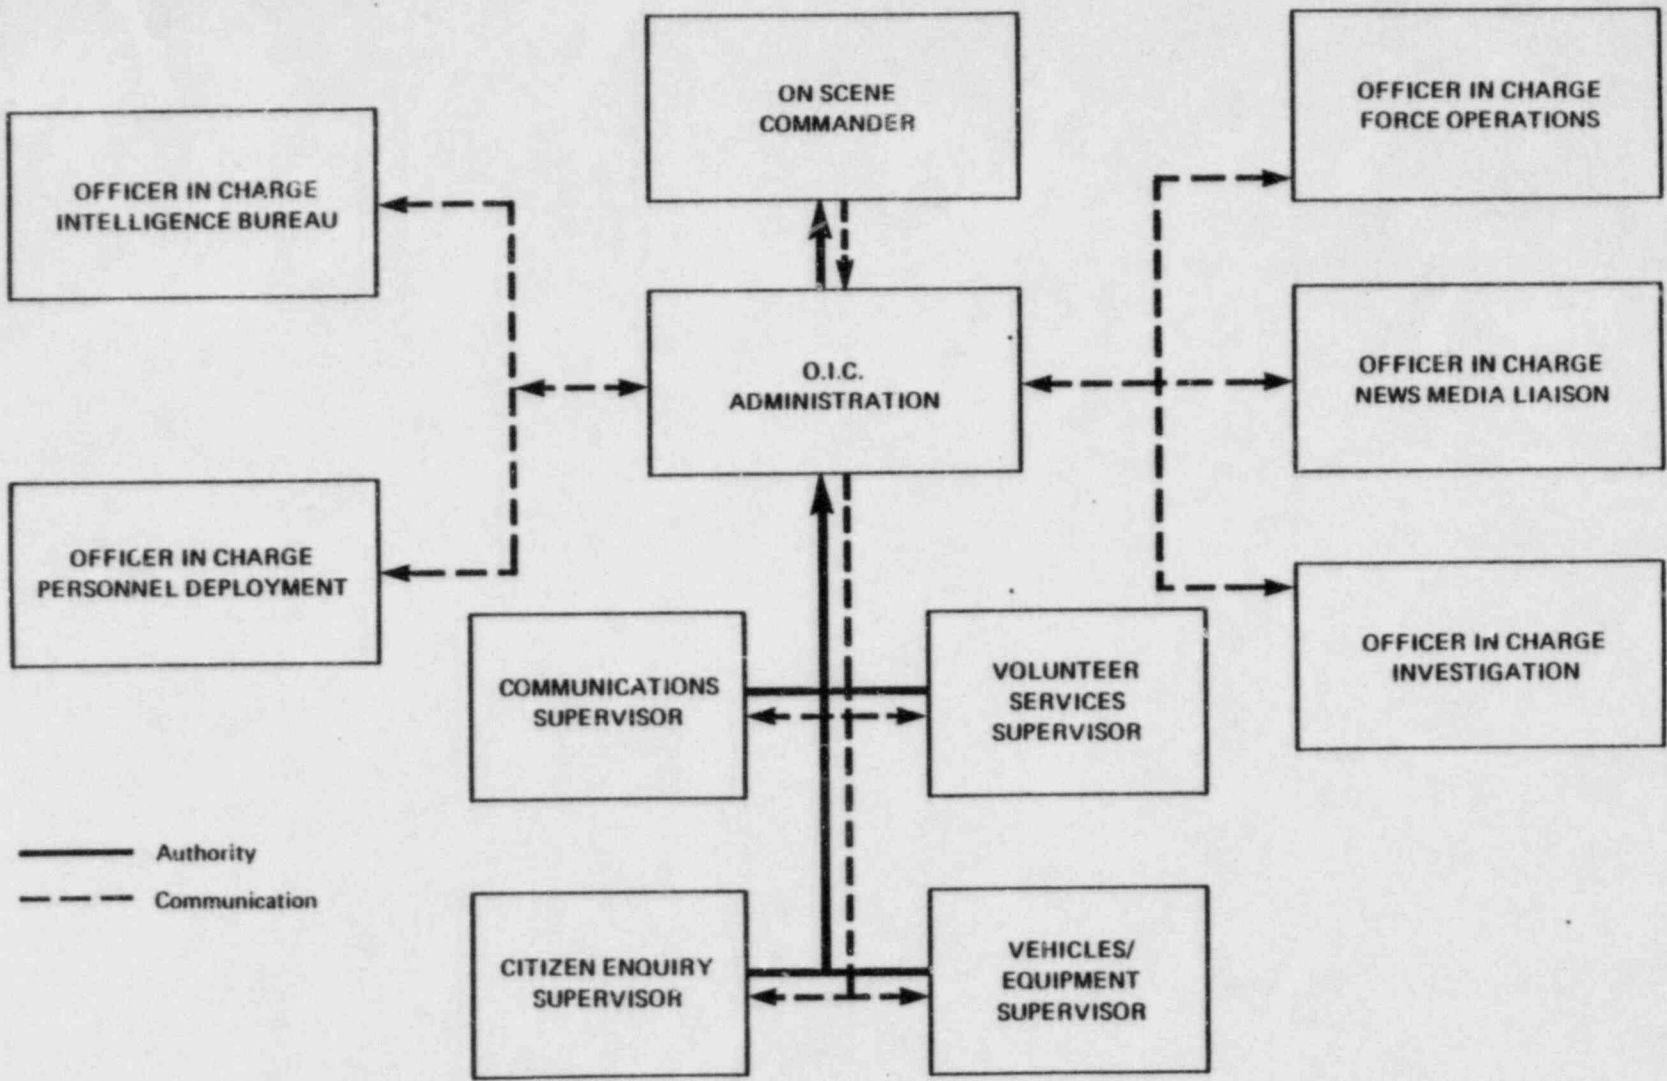 ON SCENE
COMMANDER
OFFICER IN CHARGE
FORCE OPERATIONS
OFFICER IN CHARGE
INTELLIGENCE BUREAU
O.I.C.
ADMINISTRATION
OFFICER IN CHARGE
NEWS MEDIA LIAISON
OFFICER IN CHARGE
PERSONNEL DEPLOYMENT
OFFICER IN CHARGE
INVESTIGATION
COMMUNICATIONS
SUPERVISOR
VOLUNTEER
SERVICES
SUPERVISOR
Authority
Communication
CITIZEN ENQUIRY
SUPERVISOR
VEHICLES/
EQUIPMENT
SUPERVISOR